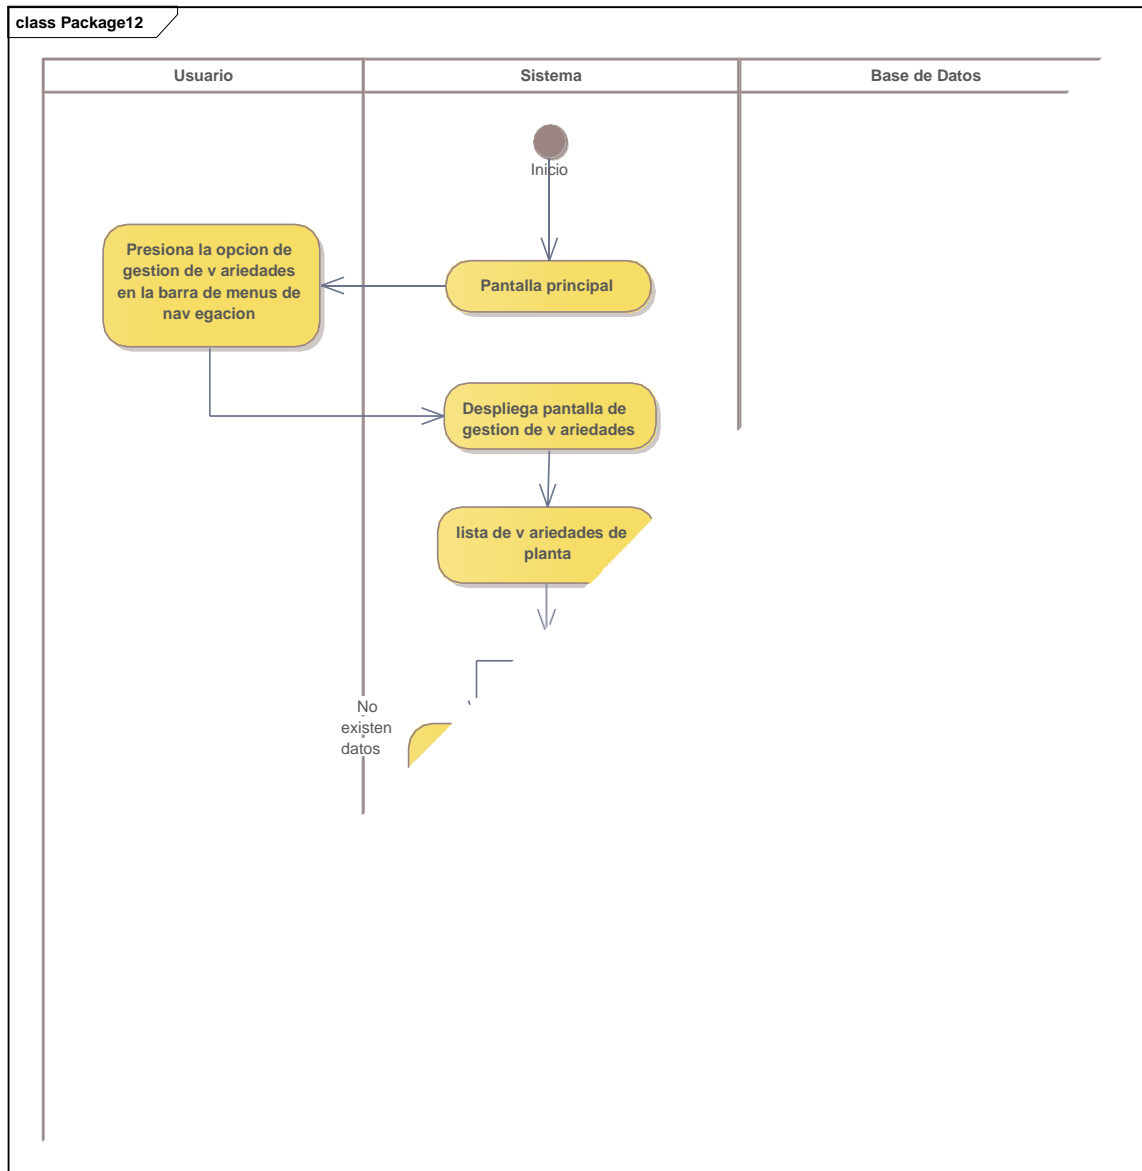 class Package12
Usuario
Sistema
Base de Datos
Inicio
Presiona la opcion de
gestion de v ariedades
en la barra de menus de
nav egacion
Pantalla principal
Despliega pantalla de
gestion de v ariedades
lista de v ariedades de
planta
No
existen
datos